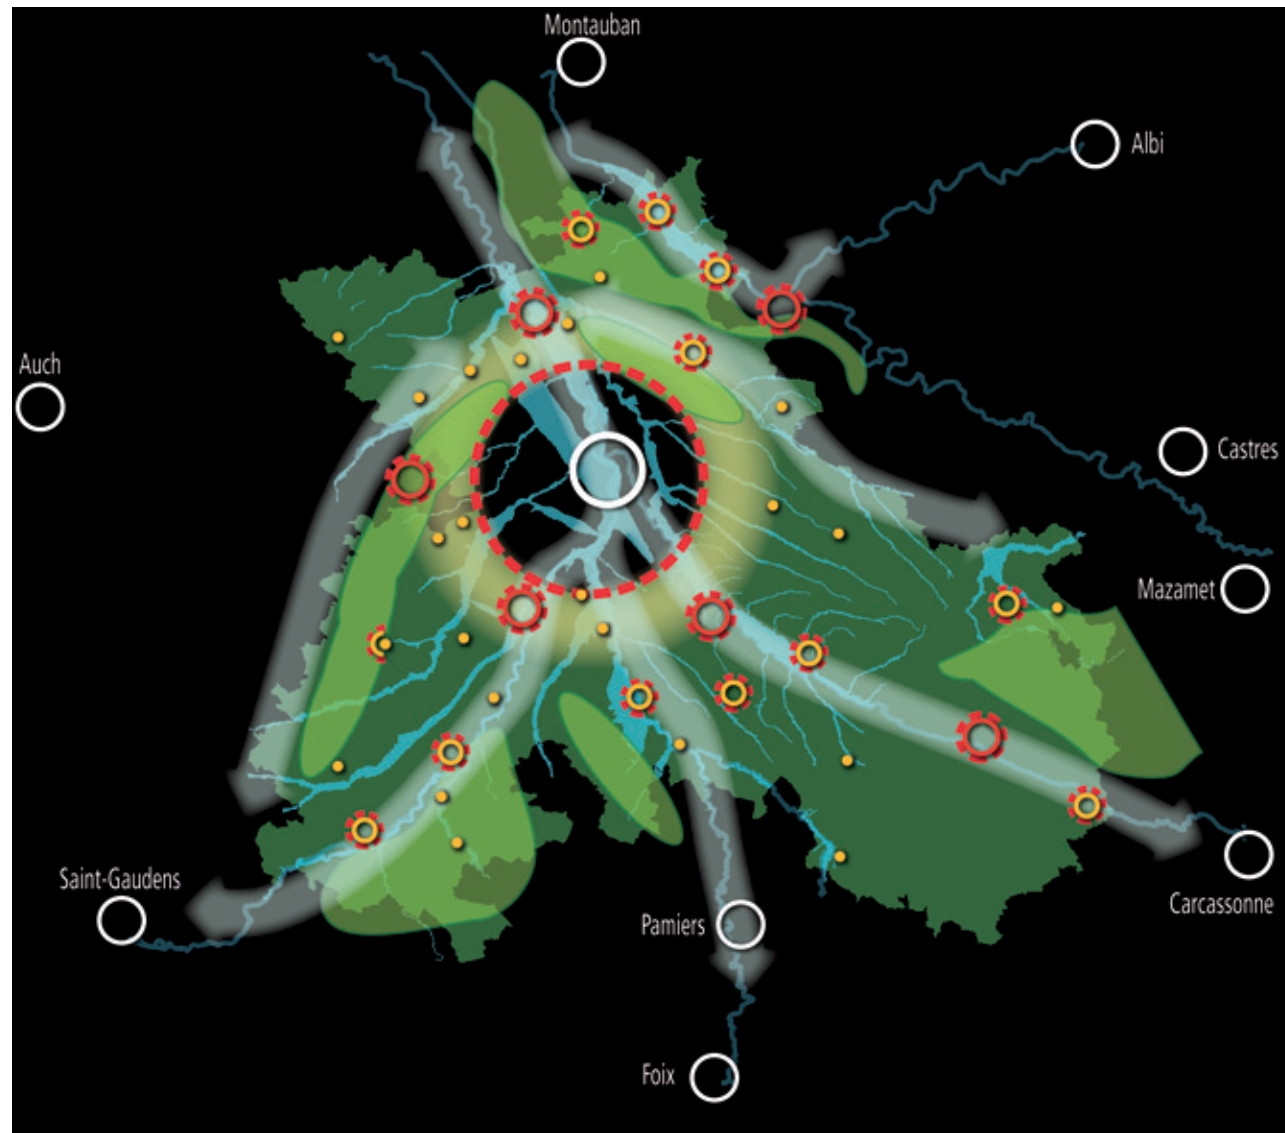 Montauban
Albi
Auch
Castres
Mazamet
Saint-Gaudens
Carcassonne
Pamiers
Foix